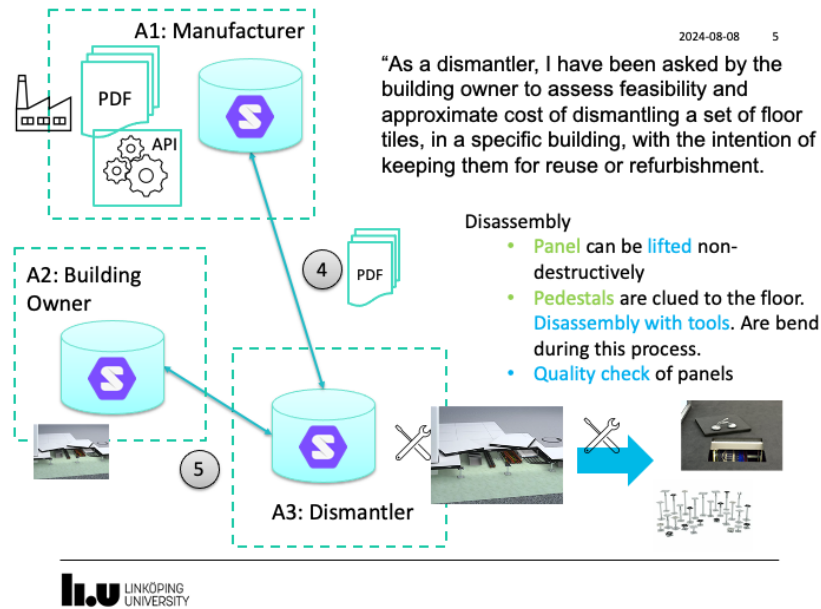 A1: Manufacturer
2024-08-08 5
PDF
API
“As a dismantler, I have been asked by the
building owner to assess feasibility and
approximate cost of dismantling a set of floor
tiles, in a specific building, with the intention of
keeping them for reuse or refurbishment.
4
PDF
A2: Building
Owner
Disassembly
• Panel can be lifted non-
destructively
• Pedestals are clued to the floor.
Disassembly with tools. Are bend
during this process.
• Quality check of panels
5
A3: Dismantler
li.u LINKÖPING
UNIVERSITY